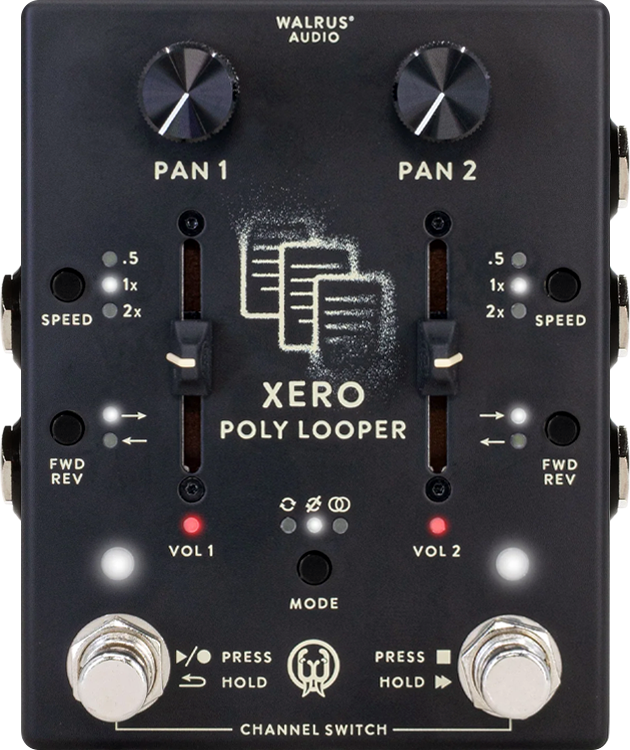 WALRUS®
AUDIO
PAN 1
PAN 2
.5
1x
2x
SPEED
.5
1x
2x
SPEED
XERO
POLY LOOPER
FWD
REV
FWD
REV
VOL 1
VOL 2
MODE
PRESS
HOLD
PRESS
HOLD
CHANNEL SWITCH